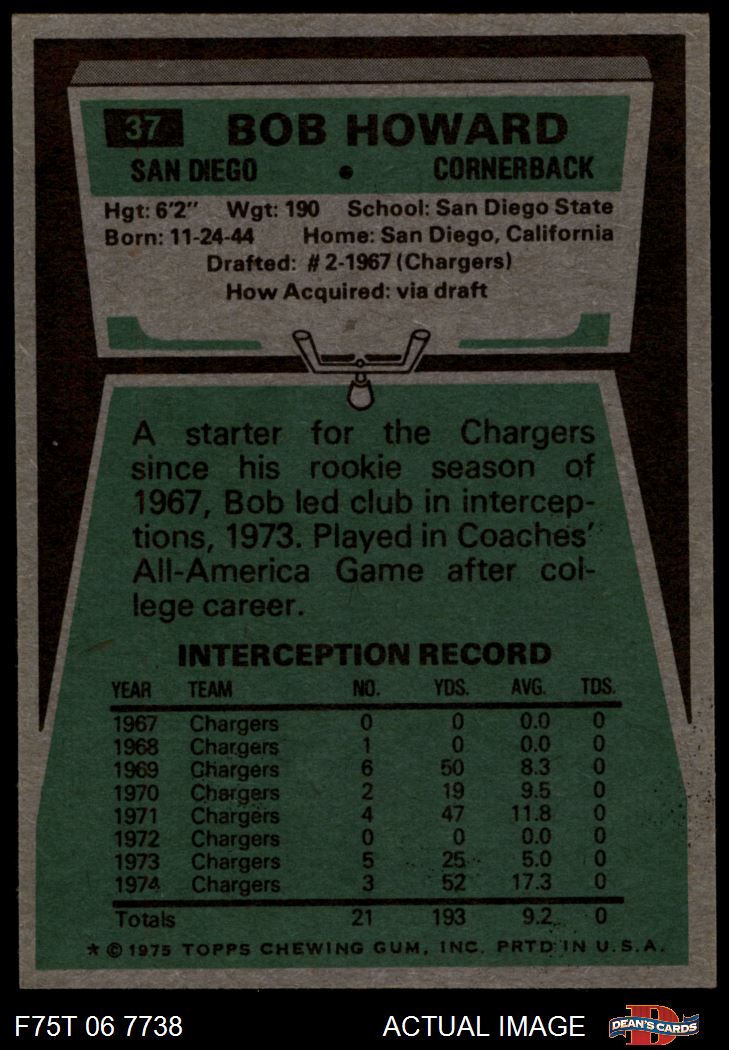 37 BOB HOWARD
SAN DIEGO • CORNERBACK
Hgt: 6'2" Wgt: 190 School: San Diego State
Born: 11-24-44 Home: San Diego, California
Drafted: #2-1967 (Chargers)
How Acquired: via draft
A starter for the Chargers
since his rookie season of
1967, Bob led club in intercep-
tions, 1973. Played in Coaches'
All-America Game after col-
lege career.
INTERCEPTION RECORD
YEAR TEAM NO. YDS. AVG. TDS.
1967 Chargers 0 0 0.0 0
1968 Chargers 1 0 0.0 0
1969 Chargers 6 50 8.3 0
1970 Chargers 2 19 9.5 0
1971 Chargers 4 47 11.8 0
1972 Chargers 0 0 0.0 0
1973 Chargers 5 25 5.0 0
1974 Chargers 3 52 17.3 0
Totals 21 193 9.2 0
* © 1975 TOPPS CHEWING GUM, INC. PRTD IN U.S.A.
F75T 06 7738 ACTUAL IMAGE D DEAN'S CARDS